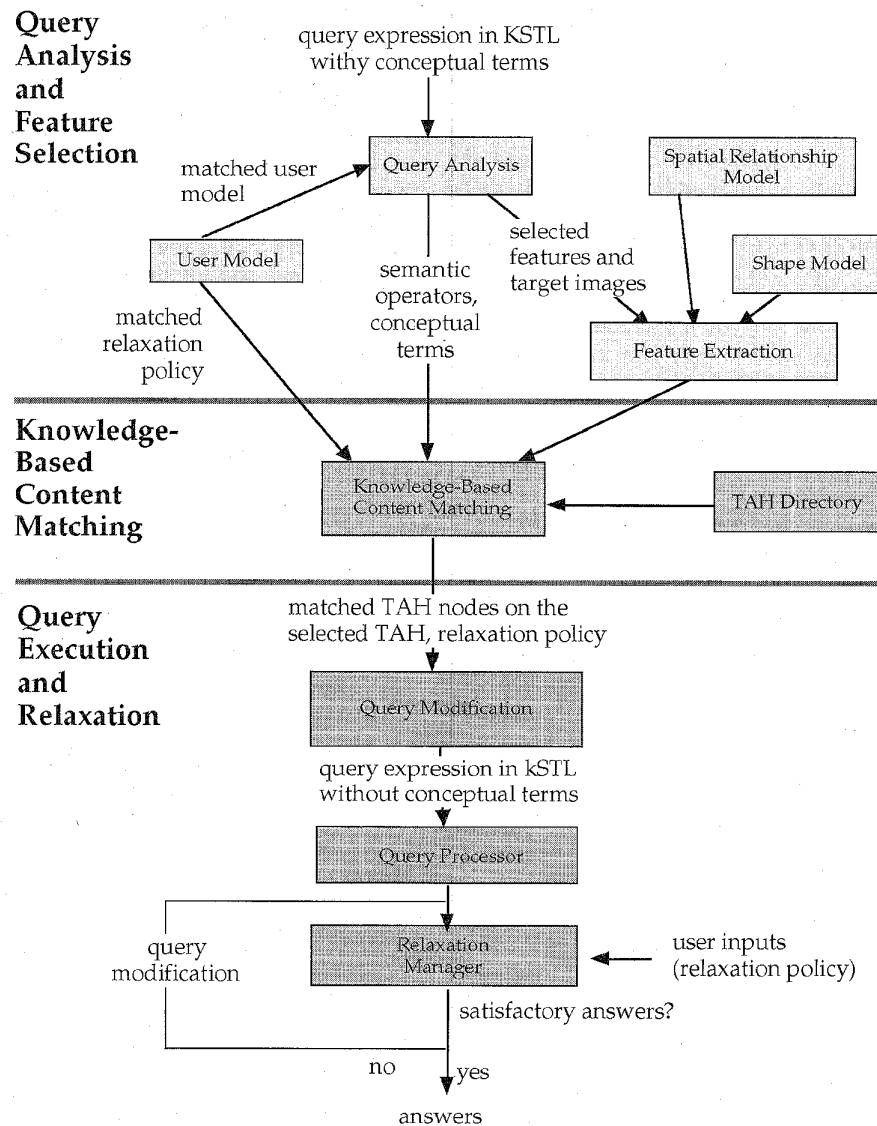 Query
Analysis
and
Feature
Selection
query expression in KSTL
withy conceptual terms
Query Analysis
Spatial Relationship
Model
matched user
model
User Model
selected
features and
target images
Shape Model
semantic
operators,
conceptual
terms
matched
relaxation
policy
Feature Extraction
Knowledge-
Based
Content
Matching
Knowledge-Based
Content Matching
TAH Directory
Query
Execution
and
Relaxation
matched TAH nodes on the
selected TAH, relaxation policy
Query Modification
query expression in kSTL
without conceptual terms
Query Processor
query
modification
Relaxation
Manager
user inputs
(relaxation policy)
satisfactory answers?
no
yes
answers